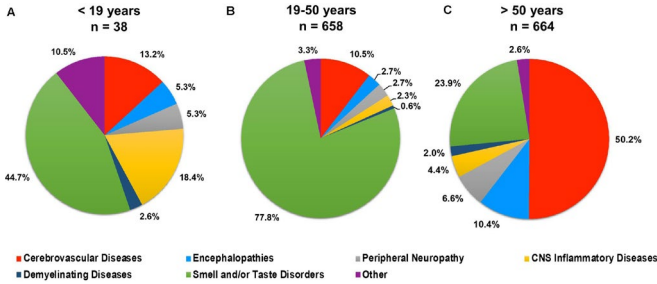 A
< 19 years
n = 38
13.2%
5.3%
5.3%
18.4%
2.6%
44.7%
10.5%
B
19-50 years
n = 658
10.5%
2.7%
2.7%
2.3%
0.6%
77.8%
3.3%
C
> 50 years
n = 664
50.2%
10.4%
6.6%
4.4%
2.0%
23.9%
2.6%
Cerebrovascular Diseases
Encephalopathies
Peripheral Neuropathy
CNS Inflammatory Diseases
Demyelinating Diseases
Smell and/or Taste Disorders
Other